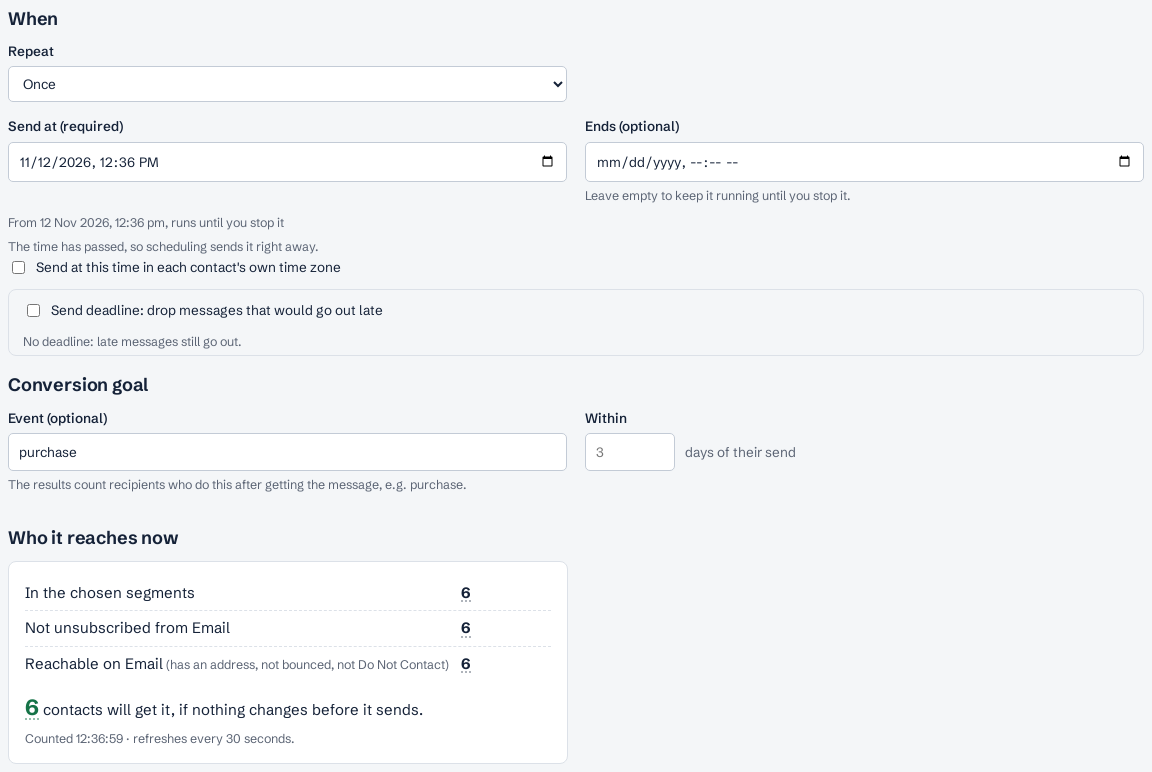 When
Repeat
Once
Send at (required)
Ends (optional)
11/12/2026, 12:36 PM
mm/dd/yyyy, --:-- --
Leave empty to keep it running until you stop it.
From 12 Nov 2026, 12:36 pm, runs until you stop it
The time has passed, so scheduling sends it right away.
Send at this time in each contact's own time zone
Send deadline: drop messages that would go out late
No deadline: late messages still go out.
Conversion goal
Event (optional)
Within
purchase
3 days of their send
The results count recipients who do this after getting the message, e.g. purchase.
Who it reaches now
In the chosen segments 6
Not unsubscribed from Email 6
Reachable on Email (has an address, not bounced, not Do Not Contact) 6
6 contacts will get it, if nothing changes before it sends.
Counted 12:36:59 · refreshes every 30 seconds.